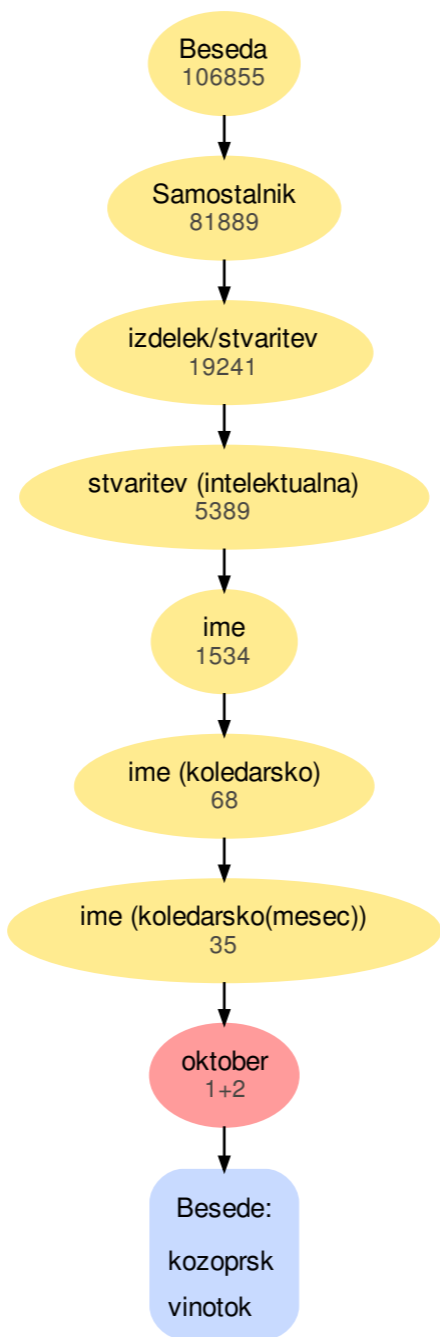 Beseda
106855
Samostalnik
81889
izdelek/stvaritev
19241
stvaritev (intelektualna)
5389
ime
1534
ime (koledarsko)
68
ime (koledarsko(mesec))
35
oktober
1+2
Besede:
kozoprsk
vinotok